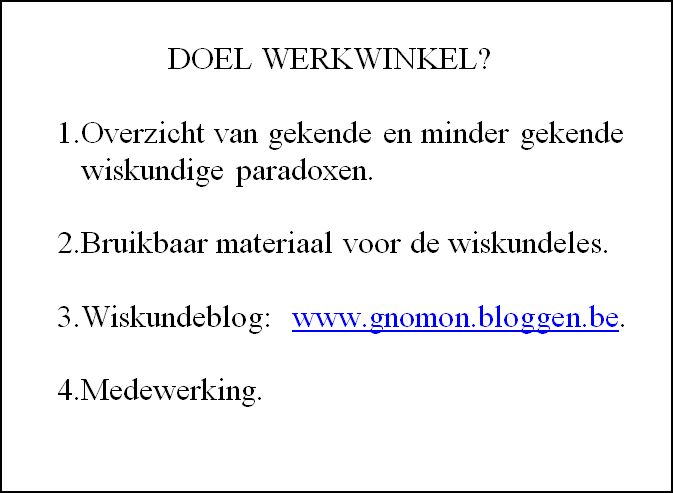 DOEL WERKWINKEL?
1.Overzicht van gekende en minder gekende
wiskundige paradoxen.
2.Bruikbaar materiaal voor de wiskundeles.
3.Wiskundeblog: www.gnomon.bloggen.be.
4.Medewerking.